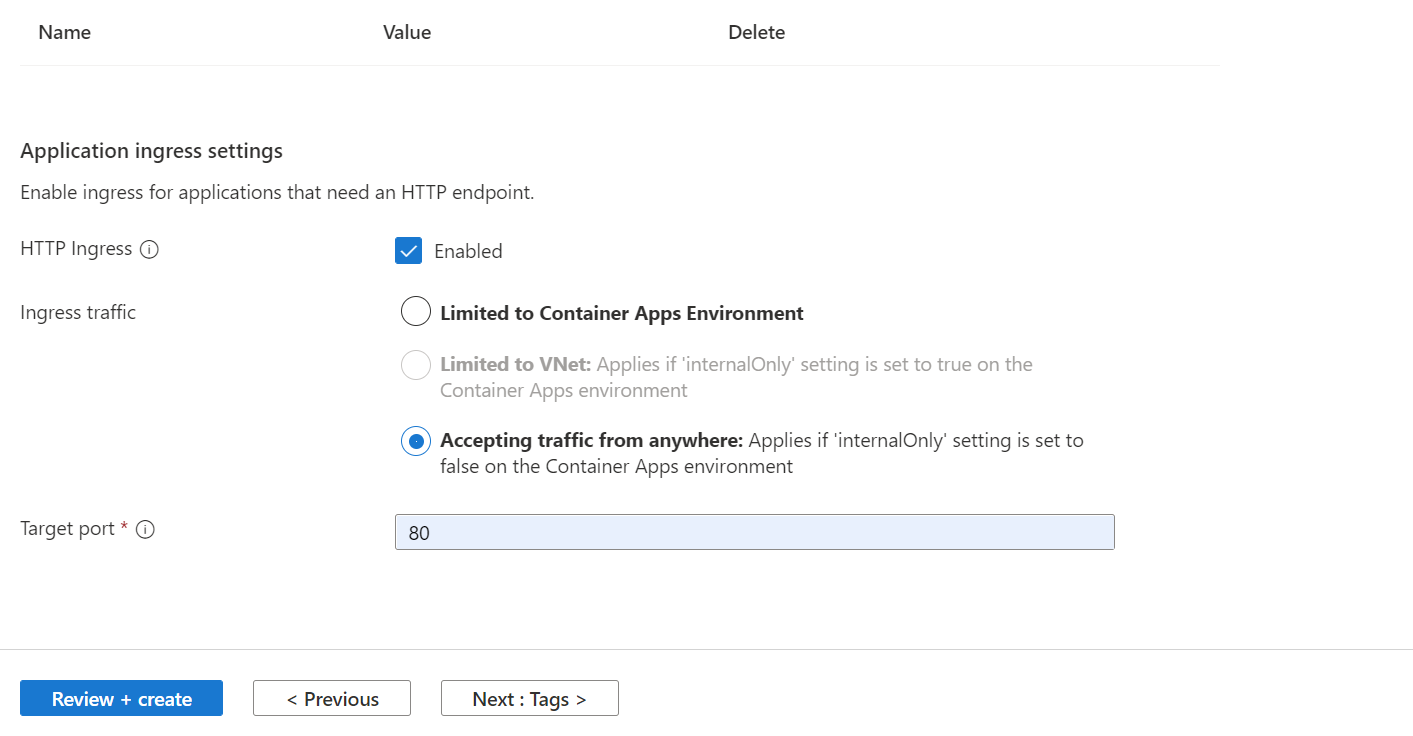 Name Value Delete
Application ingress settings
Enable ingress for applications that need an HTTP endpoint.
HTTP Ingress
Enabled
Ingress traffic
Limited to Container Apps Environment
Limited to VNet: Applies if 'internalOnly' setting is set to true on the
Container Apps environment
Accepting traffic from anywhere: Applies if 'internalOnly' setting is set to
false on the Container Apps environment
Target port *
80
Review + create
< Previous
Next : Tags >